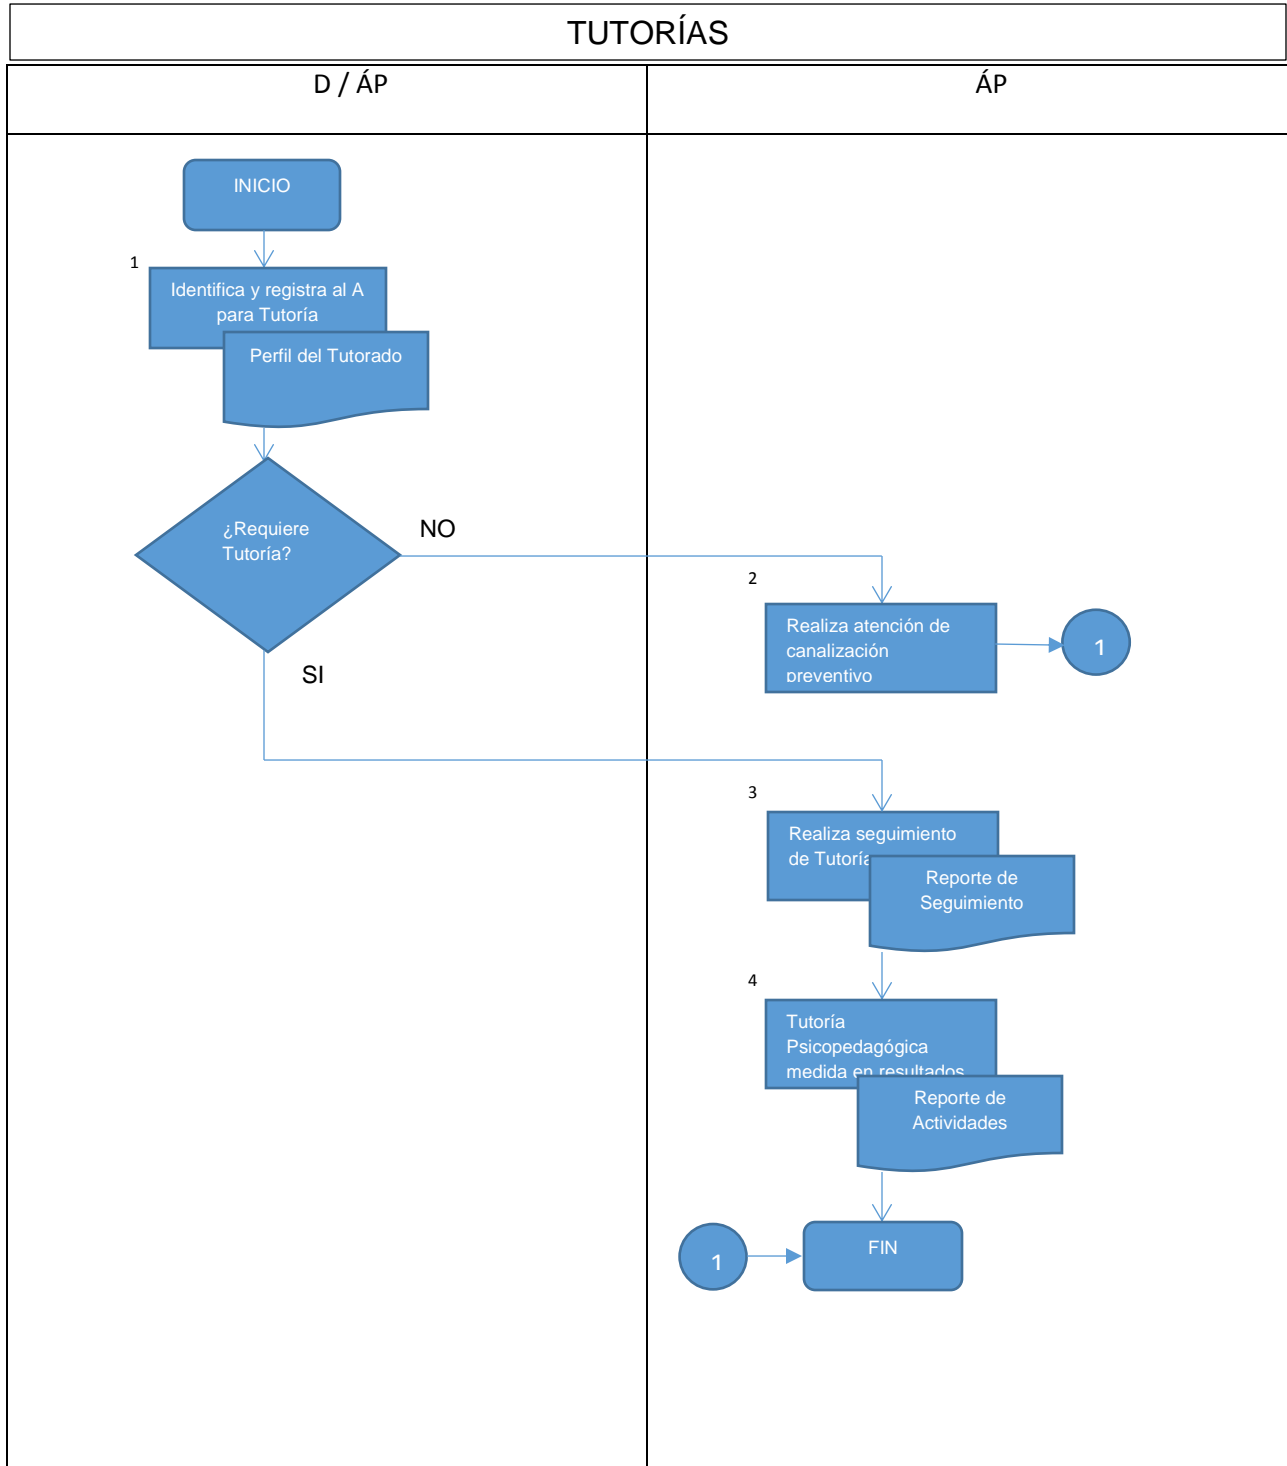 TUTORÍAS
D / ÁP
ÁP
INICIO
1
Identifica y registra al A
para Tutoría
Perfil del Tutorado
¿Requiere
Tutoría?
NO
SI
2
Realiza atención de
canalización
preventivo
1
3
Realiza seguimiento
de Tutoría
Reporte de
Seguimiento
4
Tutoría
Psicopedagógica
medida en resultados
Reporte de
Actividades
1
FIN